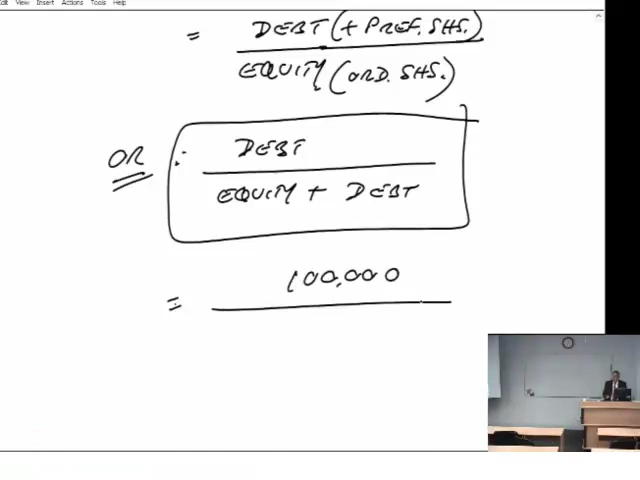 Edit View Insert Actions Tools Help
= DEBT (+ PREF. SHS.)
EQUITY (ORD. SHS.)
OR : DEBT
EQUITY + DEBT
= 100,000